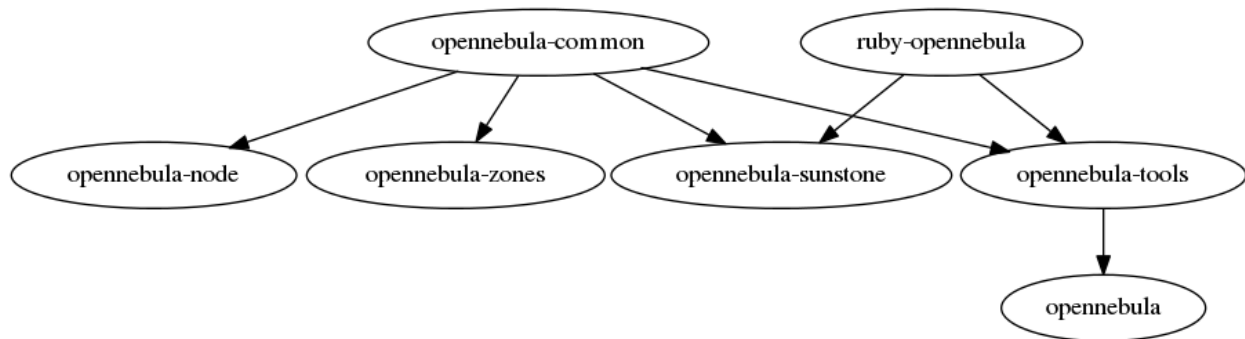 opennebula-common
ruby-opennebula
opennebula-node
opennebula-zones
opennebula-sunstone
opennebula-tools
opennebula